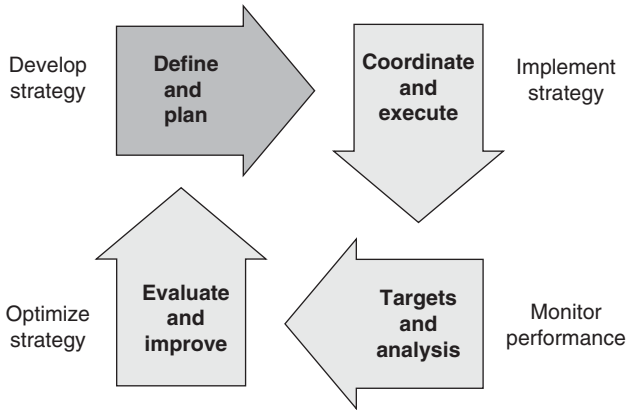 Develop
strategy
Define
and
plan
Coordinate
and
execute
Implement
strategy
Optimize
strategy
Evaluate
and
improve
Targets
and
analysis
Monitor
performance